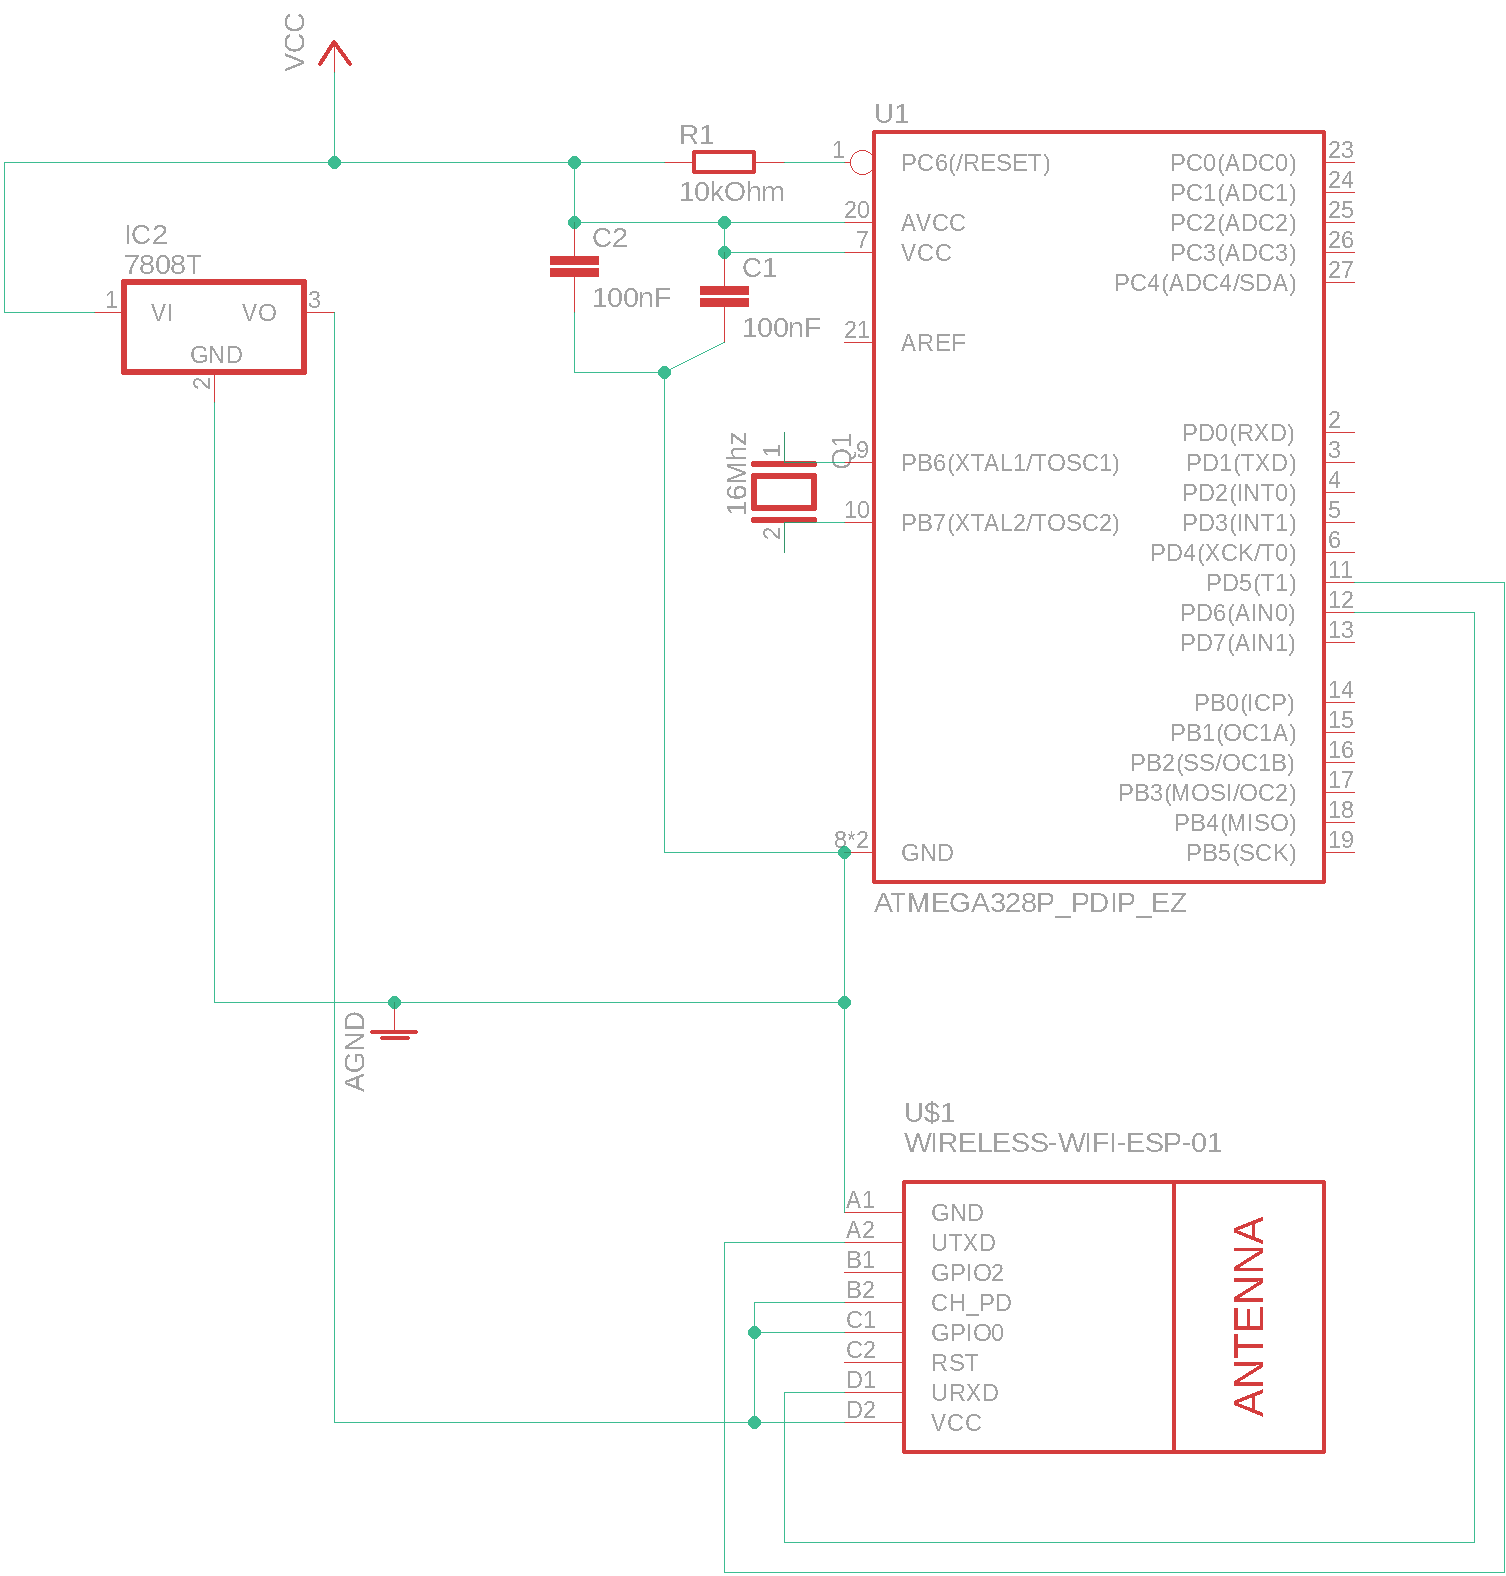 VCC
IC2
7808T
1
VI
VO
3
GND
2
AGND
R1
10kOhm
C2
100nF
C1
100nF
16Mhz
1
2
Q1
U1
1
PC6(/RESET)
20
AVCC
7
VCC
21
AREF
9
PB6(XTAL1/TOSC1)
10
PB7(XTAL2/TOSC2)
8*2
GND
PC0(ADC0)
23
PC1(ADC1)
24
PC2(ADC2)
25
PC3(ADC3)
26
PC4(ADC4/SDA)
27
PD0(RXD)
2
PD1(TXD)
3
PD2(INT0)
4
PD3(INT1)
5
PD4(XCK/T0)
6
PD5(T1)
11
PD6(AIN0)
12
PD7(AIN1)
13
PB0(ICP)
14
PB1(OC1A)
15
PB2(SS/OC1B)
16
PB3(MOSI/OC2)
17
PB4(MISO)
18
PB5(SCK)
19
ATMEGA328P_PDIP_EZ
U$1
WIRELESS-WIFI-ESP-01
A1
GND
A2
UTXD
B1
GPIO2
B2
CH_PD
C1
GPIO0
C2
RST
D1
URXD
D2
VCC
ANTENNA